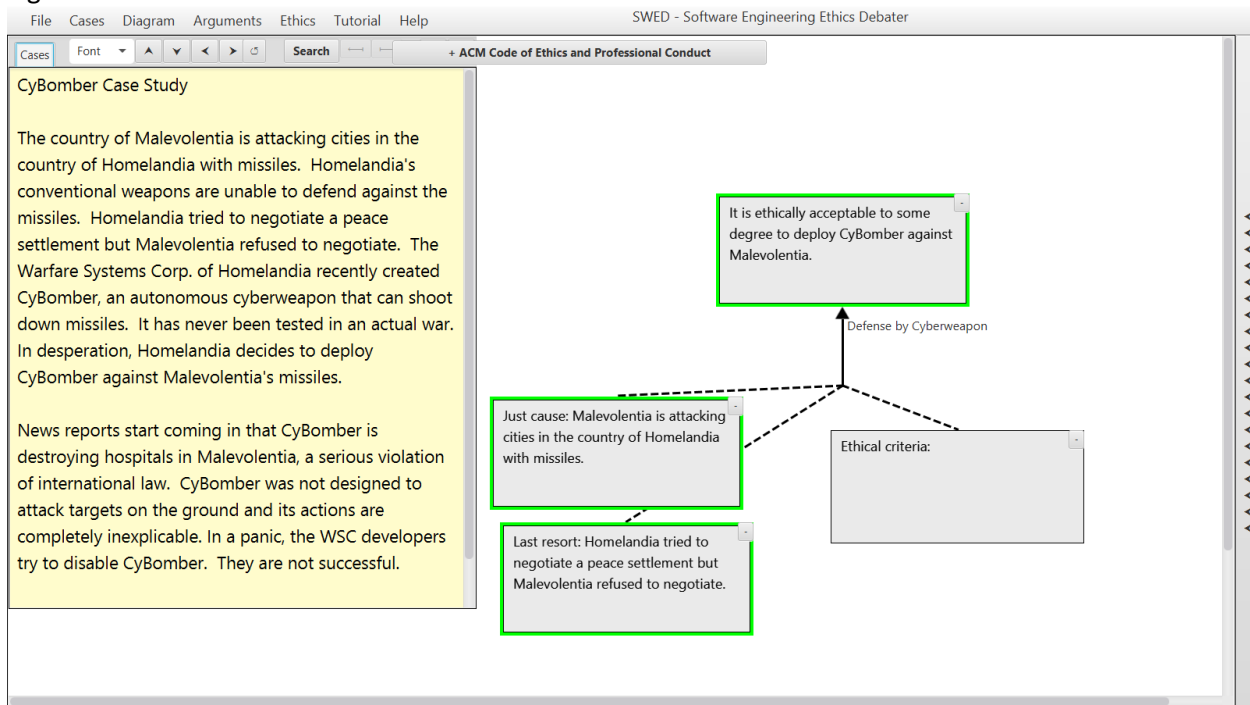 SWED - Software Engineering Ethics Debater
File Cases Diagram Arguments Ethics Tutorial Help
Cases Font Search + ACM Code of Ethics and Professional Conduct
CyBomber Case Study
The country of Malevolentia is attacking cities in the
country of Homelandia with missiles. Homelandia's
conventional weapons are unable to defend against the
missiles. Homelandia tried to negotiate a peace
settlement but Malevolentia refused to negotiate. The
Warfare Systems Corp. of Homelandia recently created
CyBomber, an autonomous cyberweapon that can shoot
down missiles. It has never been tested in an actual war.
In desperation, Homelandia decides to deploy
CyBomber against Malevolentia's missiles.
News reports start coming in that CyBomber is
destroying hospitals in Malevolentia, a serious violation
of international law. CyBomber was not designed to
attack targets on the ground and its actions are
completely inexplicable. In a panic, the WSC developers
try to disable CyBomber. They are not successful.
It is ethically acceptable to some
degree to deploy CyBomber against
Malevolentia.
Defense by Cyberweapon
Just cause: Malevolentia is attacking
cities in the country of Homelandia
with missiles.
Ethical criteria:
Last resort: Homelandia tried to
negotiate a peace settlement but
Malevolentia refused to negotiate.